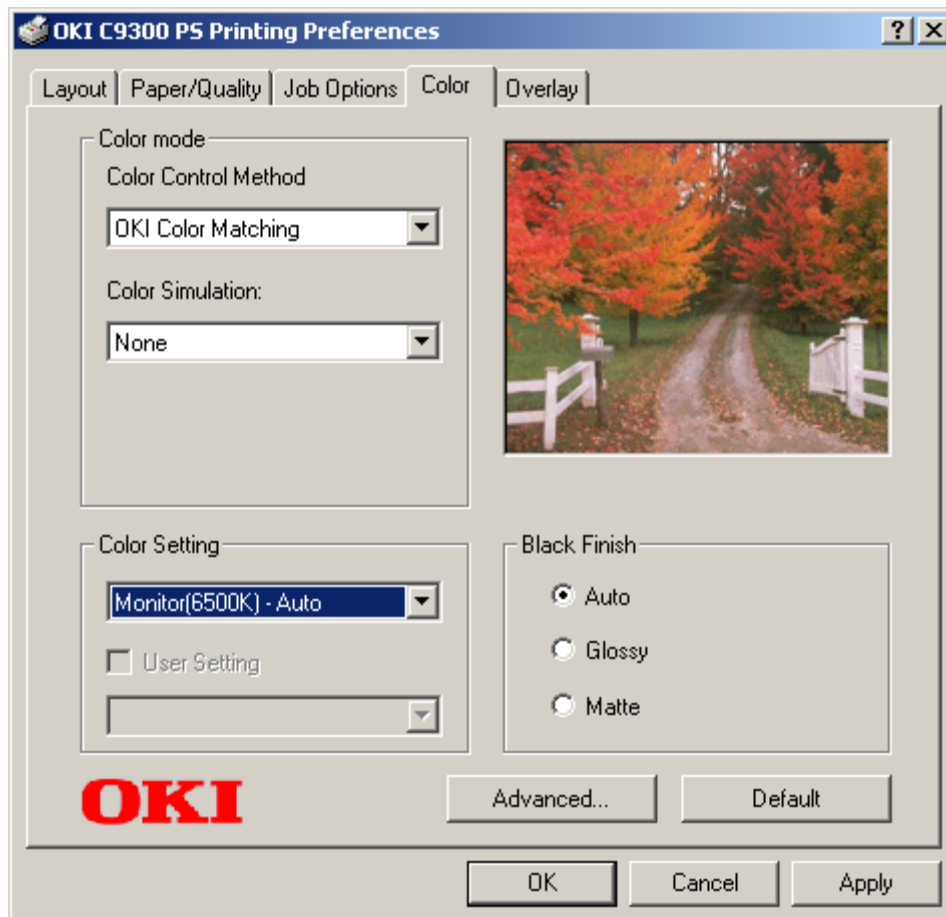 OKI C9300 PS Printing Preferences
Layout
Paper/Quality
Job Options
Color
Overlay
Color mode
Color Control Method
OKI Color Matching
Color Simulation:
None
Color Setting
Monitor(6500K) - Auto
User Setting
Black Finish
Auto
Glossy
Matte
OKI
Advanced...
Default
OK
Cancel
Apply